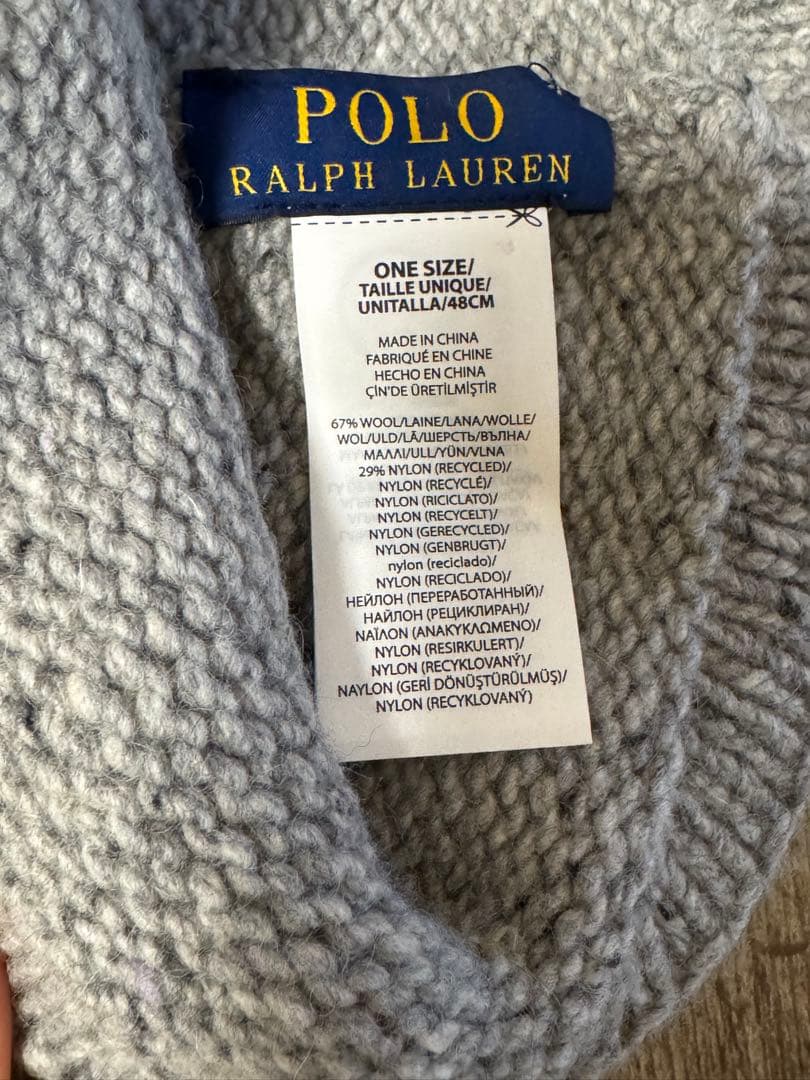 POLO
RALPH LAUREN
ONE SIZE/
TAILLE UNIQUE/
UNITALLA/48CM
MADE IN CHINA
FABRIQUÉ EN CHINE
HECHO EN CHINA
ÇİN'DE ÜRETİLMİŞTİR
67% WOOL/LAINE/LANA/WOLLE/
WOL/ULD/LÃ/ШЕРСТЬ/ВЪЛНА/
ΜΑΛΛΙ/ULL/YÜN/VLNA
29% NYLON (RECYCLED)/
NYLON (RECYCLÉ)/
NYLON (RICICLATO)/
NYLON (RECYCELT)/
NYLON (GERECYCLED)/
NYLON (GENBRUGT)/
nylon (reciclado)/
NYLON (RECICLADO)/
НЕЙЛОН (ПЕРЕРАБОТАННЫЙ)/
НАЙЛОН (РЕЦИКЛИРАН)/
ΝΑΪΛΟΝ (ΑΝΑΚΥΚΛΩΜΕΝΟ)/
NYLON (RESIRKULERT)/
NYLON (RECYKLOVANÝ)/
NAYLON (GERİ DÖNÜŞTÜRÜLMÜŞ)/
NYLON (RECYKLOVANÝ)